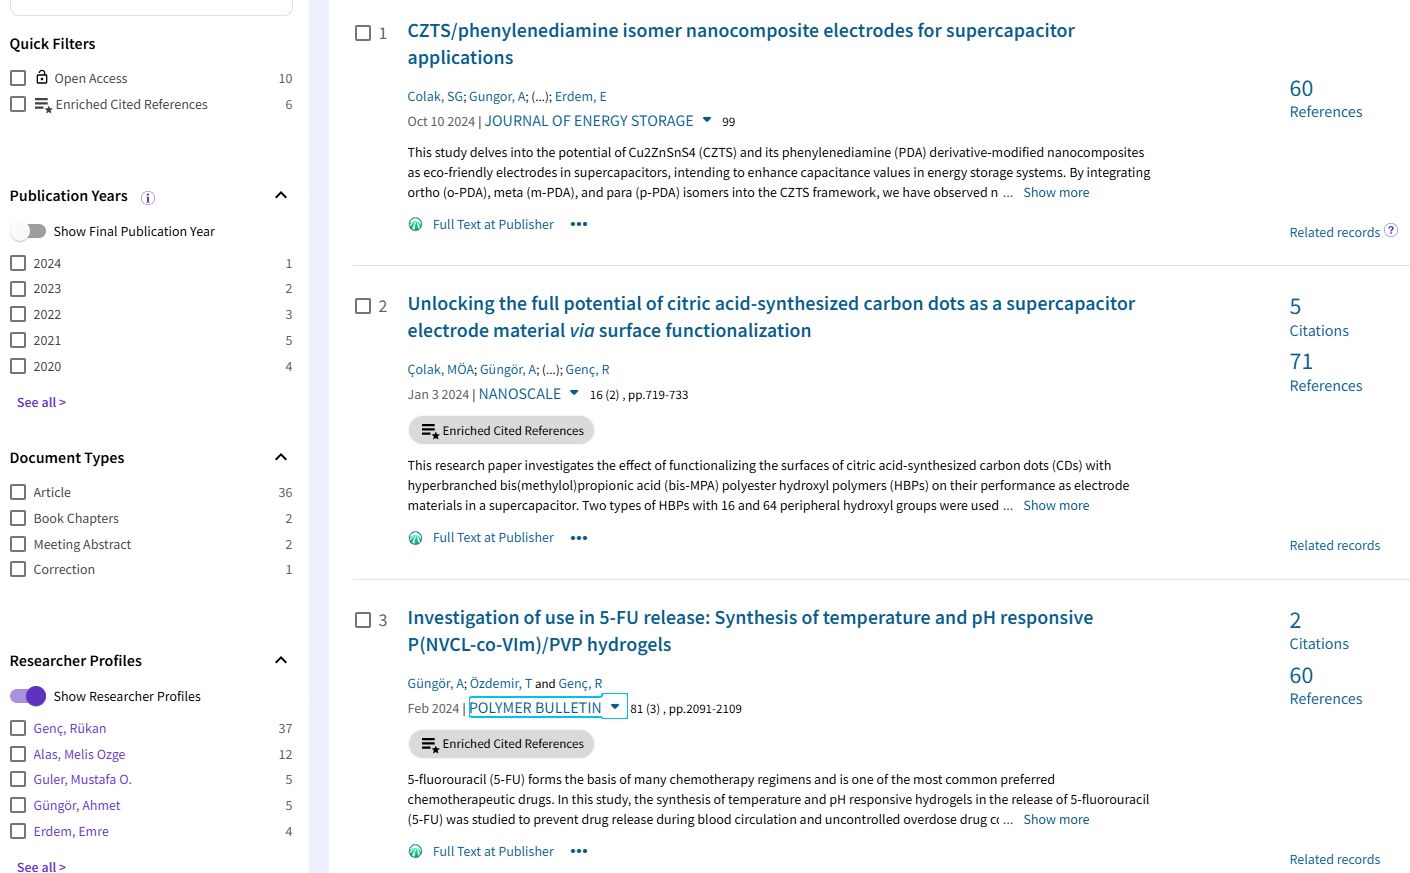 Quick Filters
Open Access 10
Enriched Cited References 6
Publication Years
Show Final Publication Year
2024 1
2023 2
2022 3
2021 5
2020 4
See all >
Document Types
Article 36
Book Chapters 2
Meeting Abstract 2
Correction 1
Researcher Profiles
Show Researcher Profiles
Genç, Rükan 37
Alas, Melis Ozge 12
Guler, Mustafa O. 5
Güngör, Ahmet 5
Erdem, Emre 4
See all >
1 CZTS/phenylenediamine isomer nanocomposite electrodes for supercapacitor
applications
Colak, SG; Gungor, A; (...); Erdem, E
Oct 10 2024 | JOURNAL OF ENERGY STORAGE 99
This study delves into the potential of Cu2ZnSnS4 (CZTS) and its phenylenediamine (PDA) derivative-modified nanocomposites
as eco-friendly electrodes in supercapacitors, intending to enhance capacitance values in energy storage systems. By integrating
ortho (o-PDA), meta (m-PDA), and para (p-PDA) isomers into the CZTS framework, we have observed n ... Show more
Full Text at Publisher •••
60
References
Related records ?
2 Unlocking the full potential of citric acid-synthesized carbon dots as a supercapacitor
electrode material via surface functionalization
Çolak, MÖA; Güngör, A; (...); Genç, R
Jan 3 2024 | NANOSCALE 16 (2) , pp.719-733
Enriched Cited References
This research paper investigates the effect of functionalizing the surfaces of citric acid-synthesized carbon dots (CDs) with
hyperbranched bis(methylol)propionic acid (bis-MPA) polyester hydroxyl polymers (HBPs) on their performance as electrode
materials in a supercapacitor. Two types of HBPs with 16 and 64 peripheral hydroxyl groups were used ... Show more
Full Text at Publisher •••
5
Citations
71
References
Related records
3 Investigation of use in 5-FU release: Synthesis of temperature and pH responsive
P(NVCL-co-VIm)/PVP hydrogels
Güngör, A; Özdemir, T and Genç, R
Feb 2024 | POLYMER BULLETIN 81 (3) , pp.2091-2109
Enriched Cited References
5-fluorouracil (5-FU) forms the basis of many chemotherapy regimens and is one of the most common preferred
chemotherapeutic drugs. In this study, the synthesis of temperature and pH responsive hydrogels in the release of 5-fluorouracil
(5-FU) was studied to prevent drug release during blood circulation and uncontrolled overdose drug cc ... Show more
Full Text at Publisher •••
2
Citations
60
References
Related records